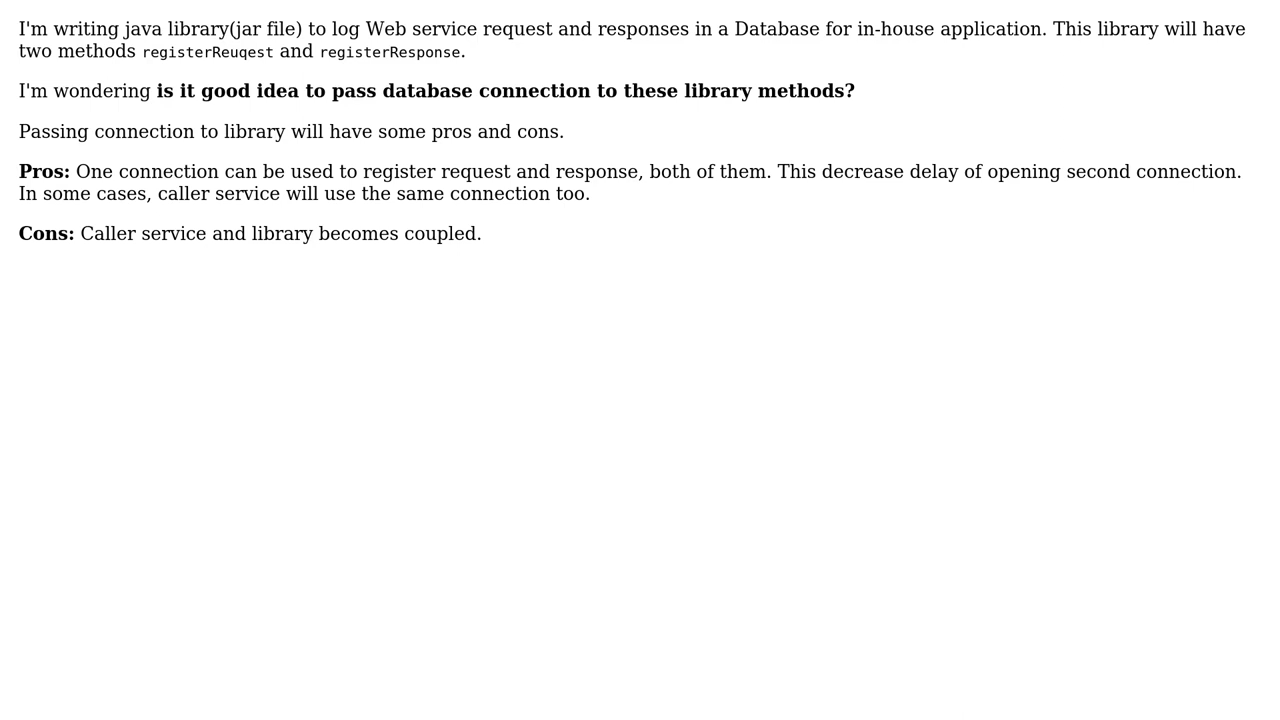 I'm writing java library(jar file) to log Web service request and responses in a Database for in-house application. This library will have
two methods registerReuqest and registerResponse.
I'm wondering is it good idea to pass database connection to these library methods?
Passing connection to library will have some pros and cons.
Pros: One connection can be used to register request and response, both of them. This decrease delay of opening second connection.
In some cases, caller service will use the same connection too.
Cons: Caller service and library becomes coupled.